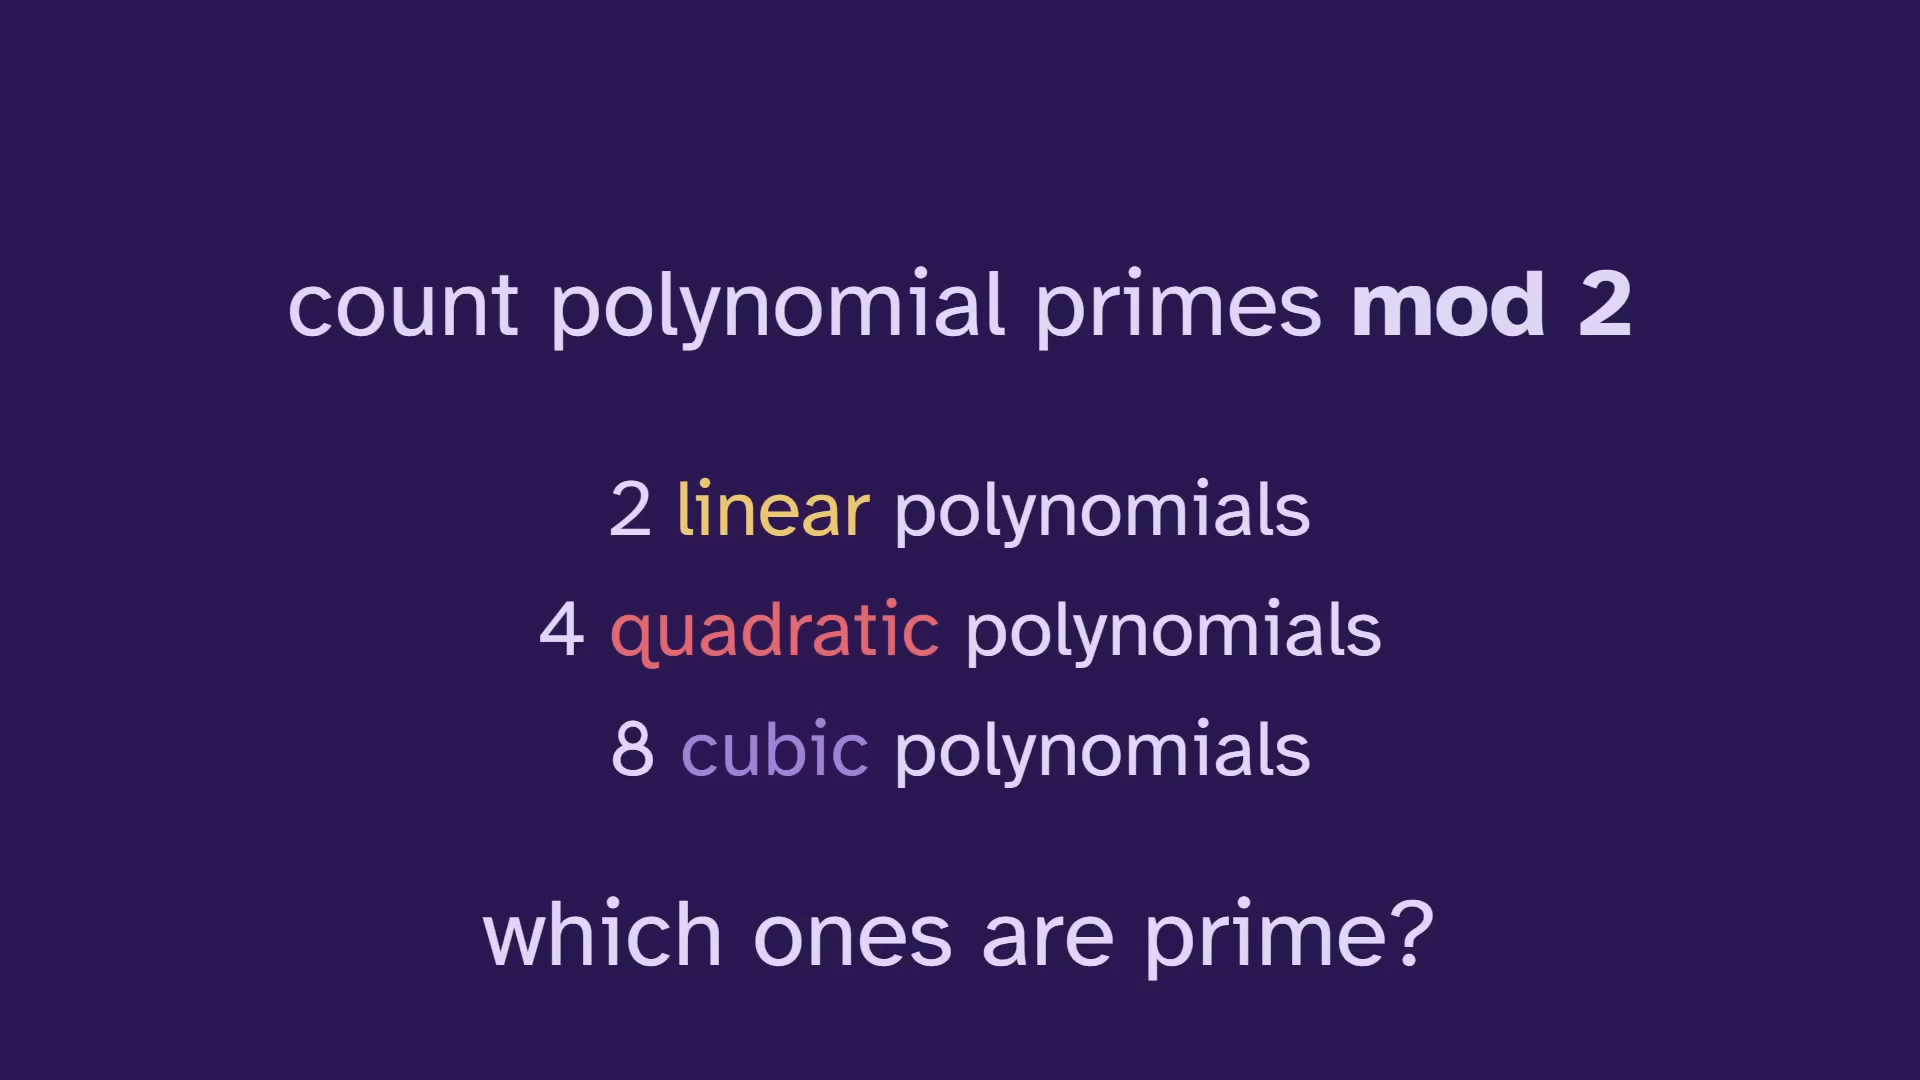 count polynomial primes mod 2
2 linear polynomials
4 quadratic polynomials
8 cubic polynomials
which ones are prime?